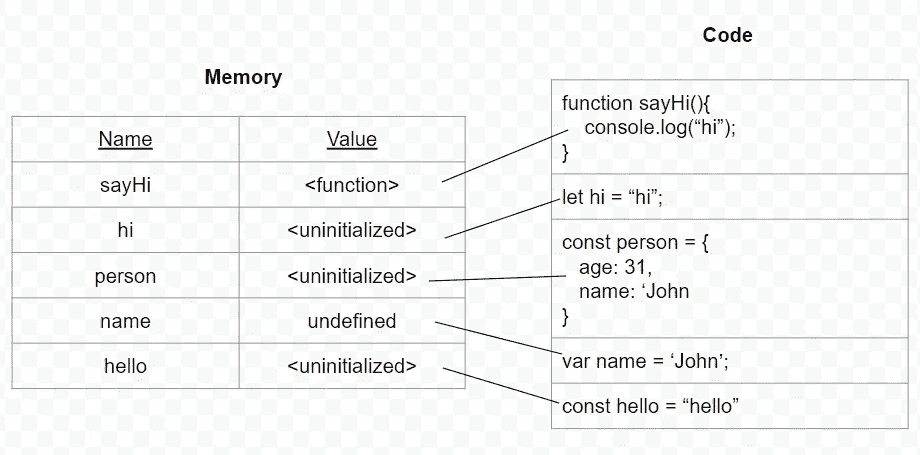 Memory
Name Value
sayHi <function>
hi <uninitialized>
person <uninitialized>
name undefined
hello <uninitialized>
Code
function sayHi(){
console.log(“hi”);
}
let hi = “hi”;
const person = {
age: 31,
name: ‘John
}
var name = ‘John’;
const hello = “hello”